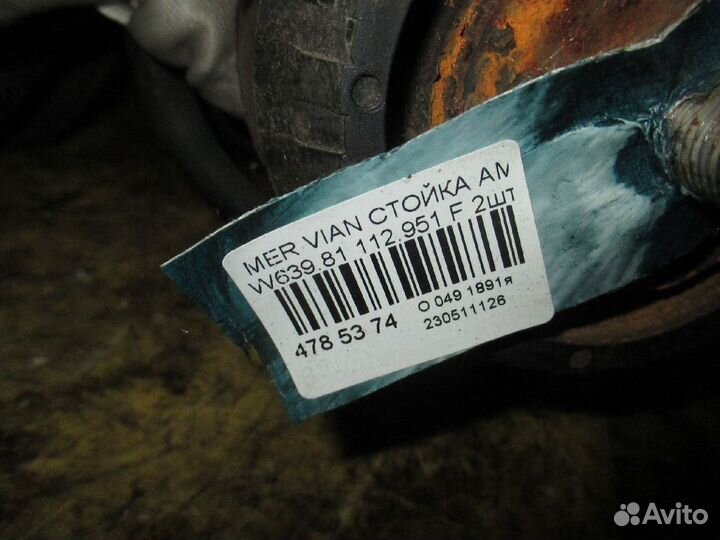 MER VIAN СТОЙКА АМ
W639.81 112.951 F 2шт
478 53 74
O 049 1891я
230511126
Avito